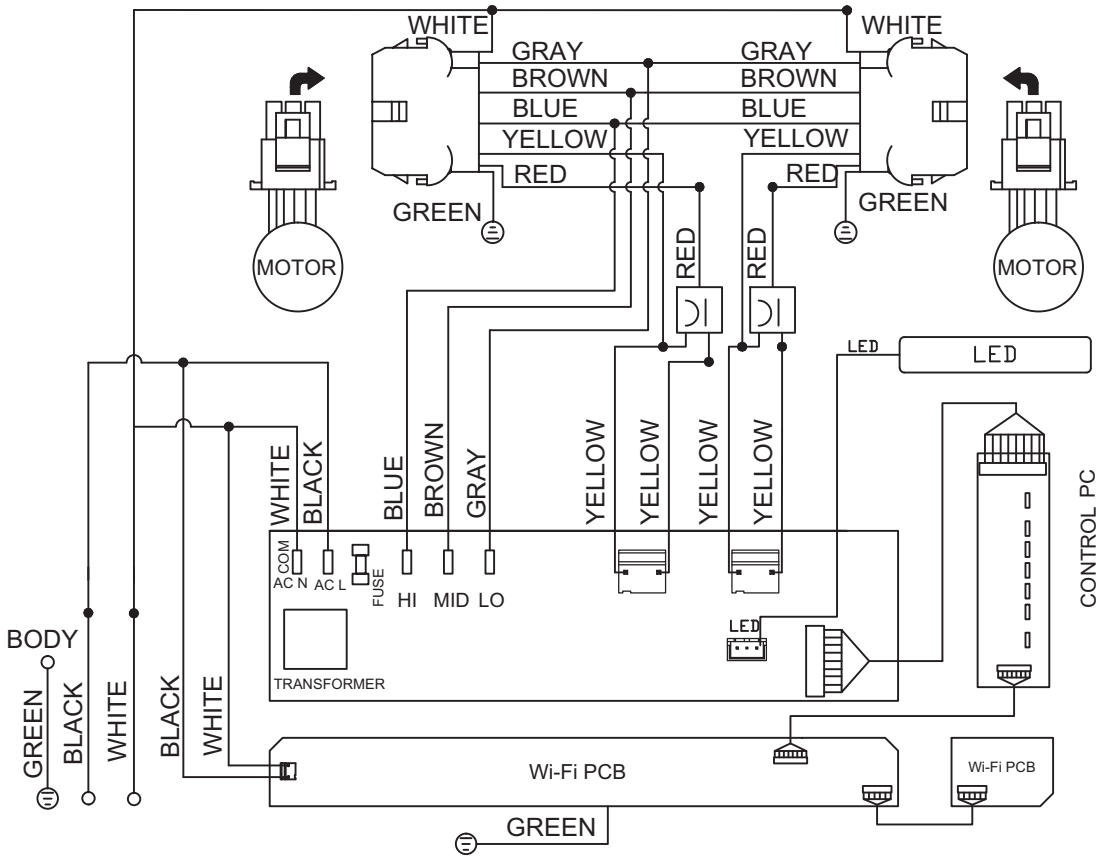 WHITE
WHITE
GRAY
GRAY
BROWN
BROWN
BLUE
BLUE
YELLOW
YELLOW
RED
RED
GREEN
GREEN
MOTOR
MOTOR
RED
RED
LED
LED
WHITE
BLACK
BLUE
BROWN
GRAY
YELLOW
YELLOW
YELLOW
YELLOW
CONTROL PC
COM
AC N
AC L
FUSE
HI
MID
LO
LED
TRANSFORMER
BODY
GREEN
BLACK
WHITE
BLACK
WHITE
Wi-Fi PCB
Wi-Fi PCB
GREEN